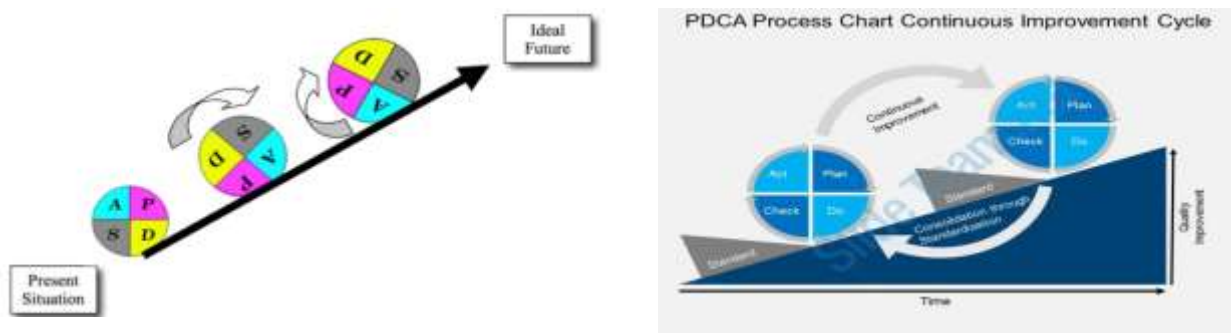 Ideal
Future
D
S
P
A
S
D
A
P
A
P
S
D
Present
Situation
PDCA Process Chart Continuous Improvement Cycle
Continuous
Improvement
Act
Plan
Check
Do
Act
Plan
Check
Do
Standard
Standard
Consolidation through
Standardisation
Quality
Improvement
Time